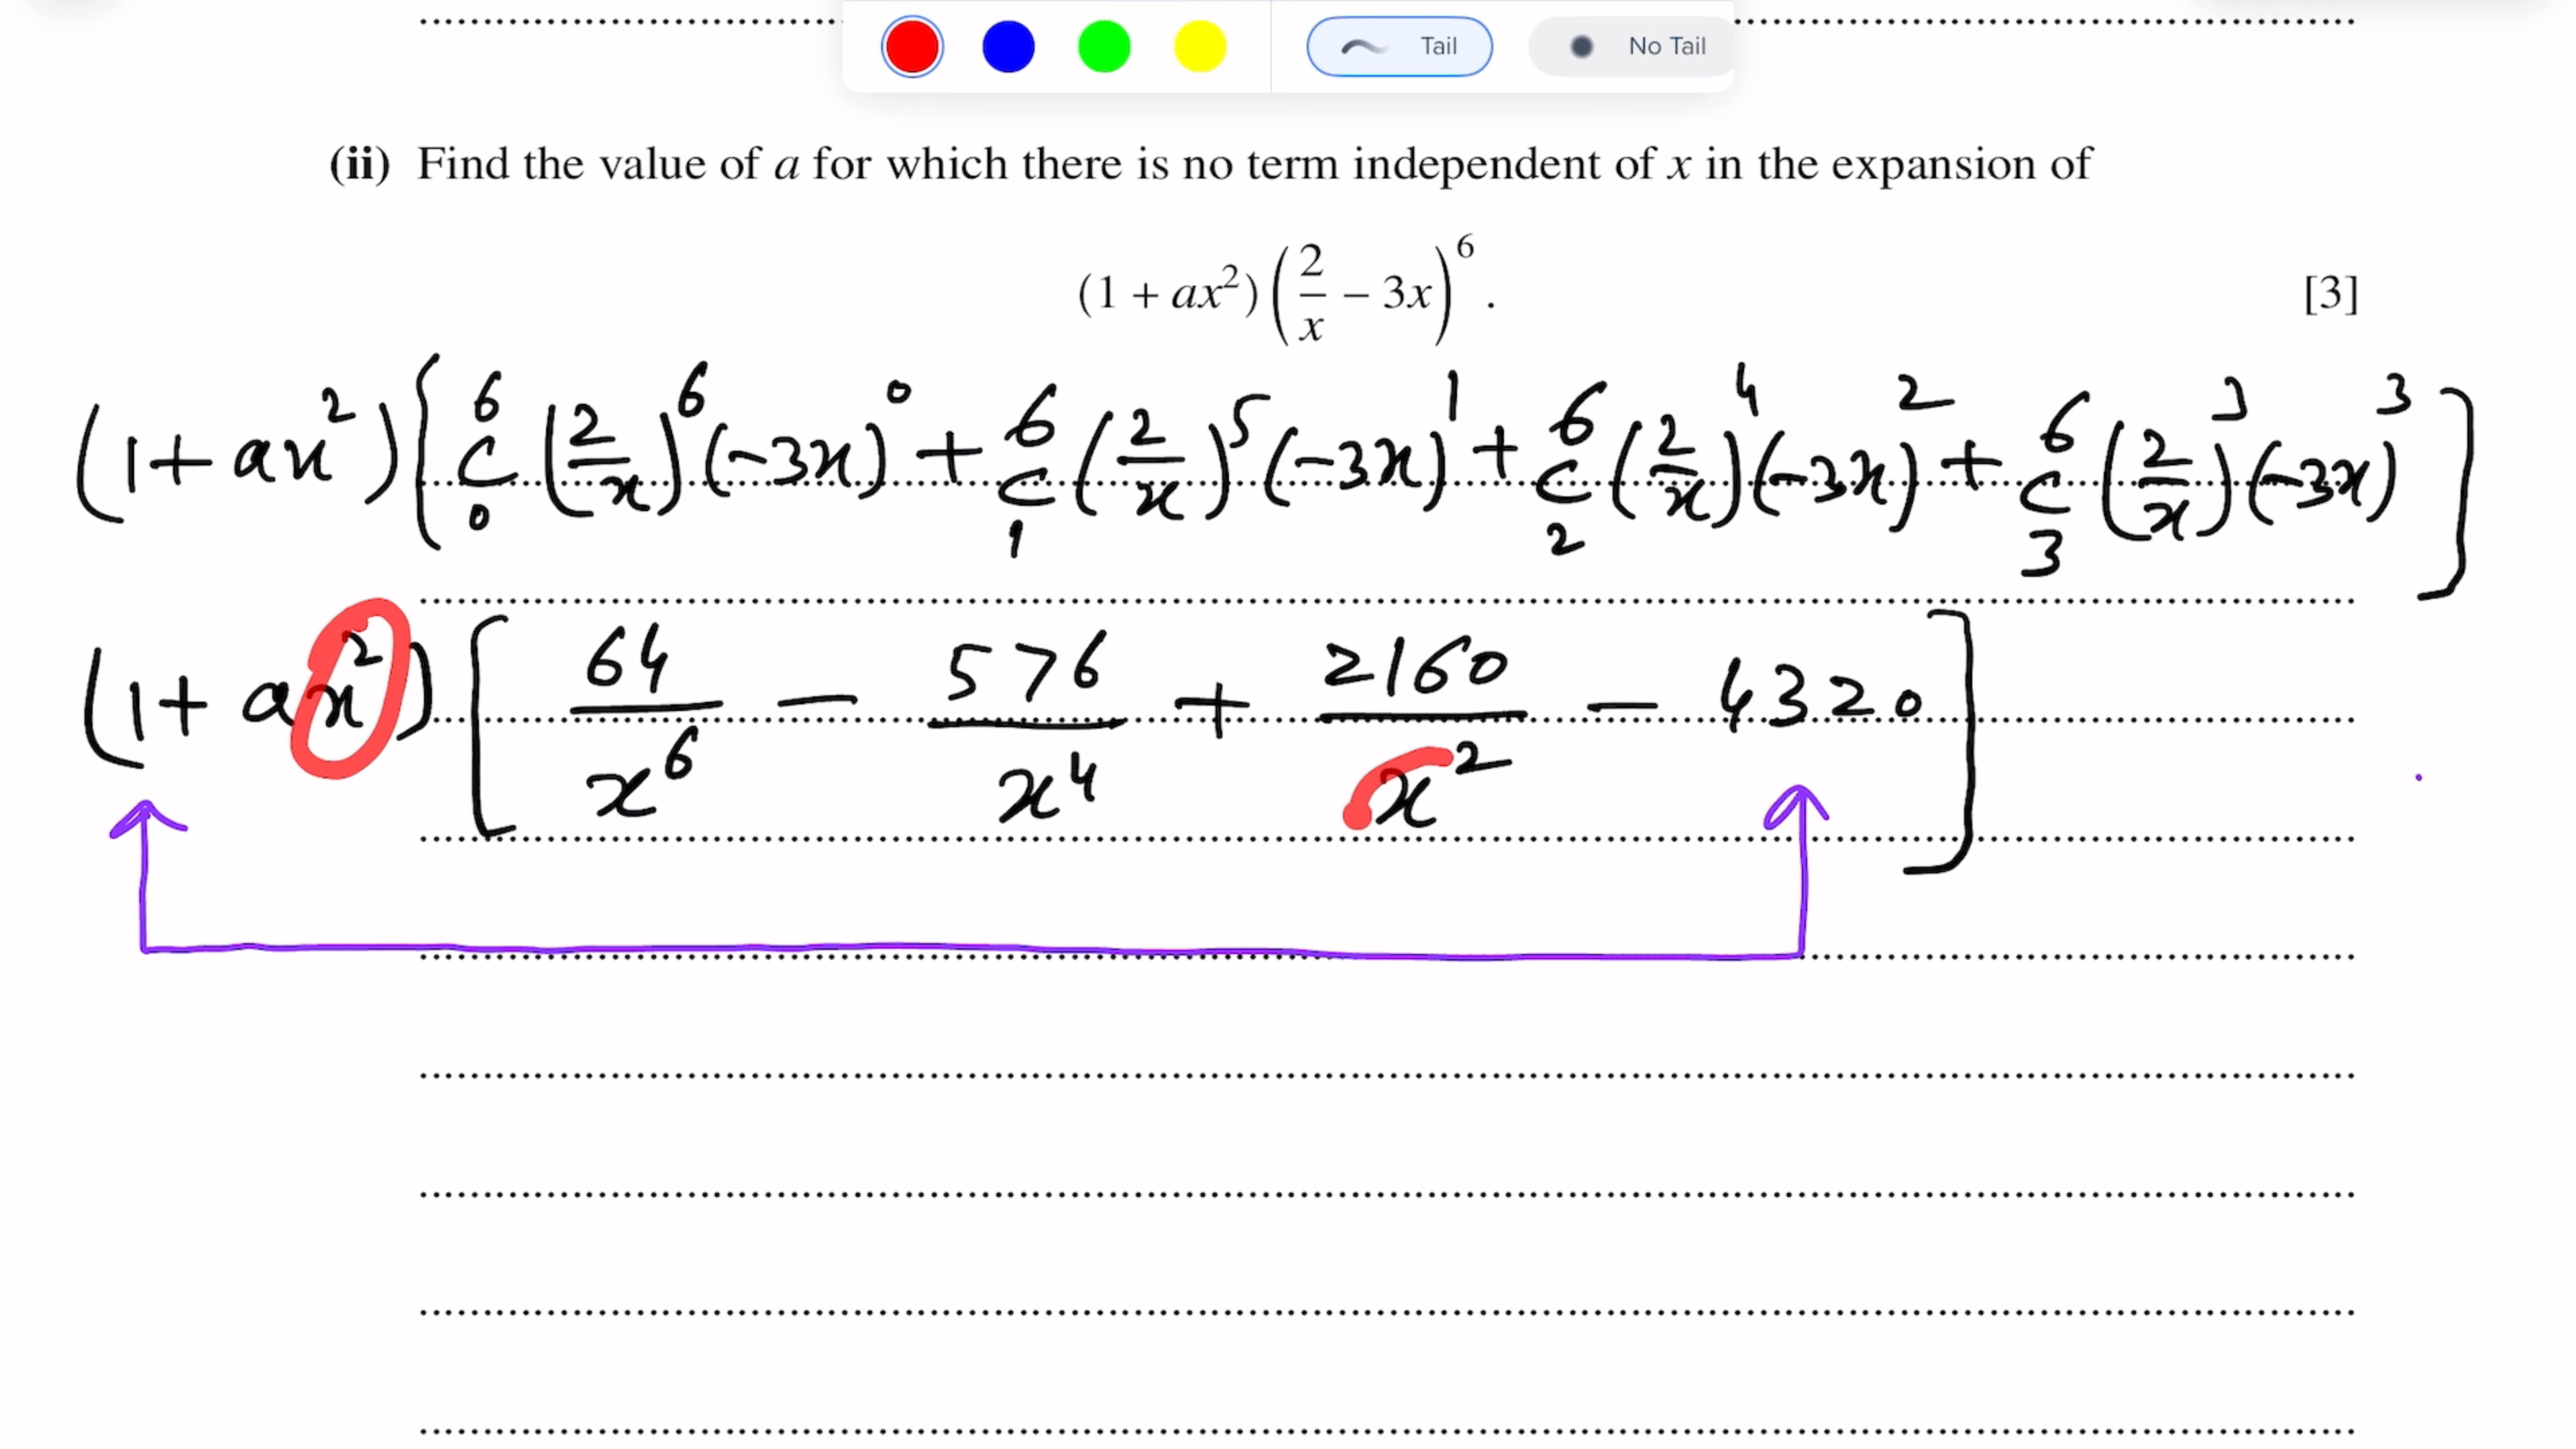 Tail No Tail
(ii) Find the value of a for which there is no term independent of x in the expansion of
(1 + ax²)(2/x − 3x)⁶. [3]
(1+ax²)[⁶C₀(2/x)⁶(-3x)⁰ + ⁶C₁(2/x)⁵(-3x)¹ + ⁶C₂(2/x)⁴(-3x)² + ⁶C₃(2/x)³(-3x)³]
(1+ax²)[64/x⁶ − 576/x⁴ + 2160/x² − 4320]